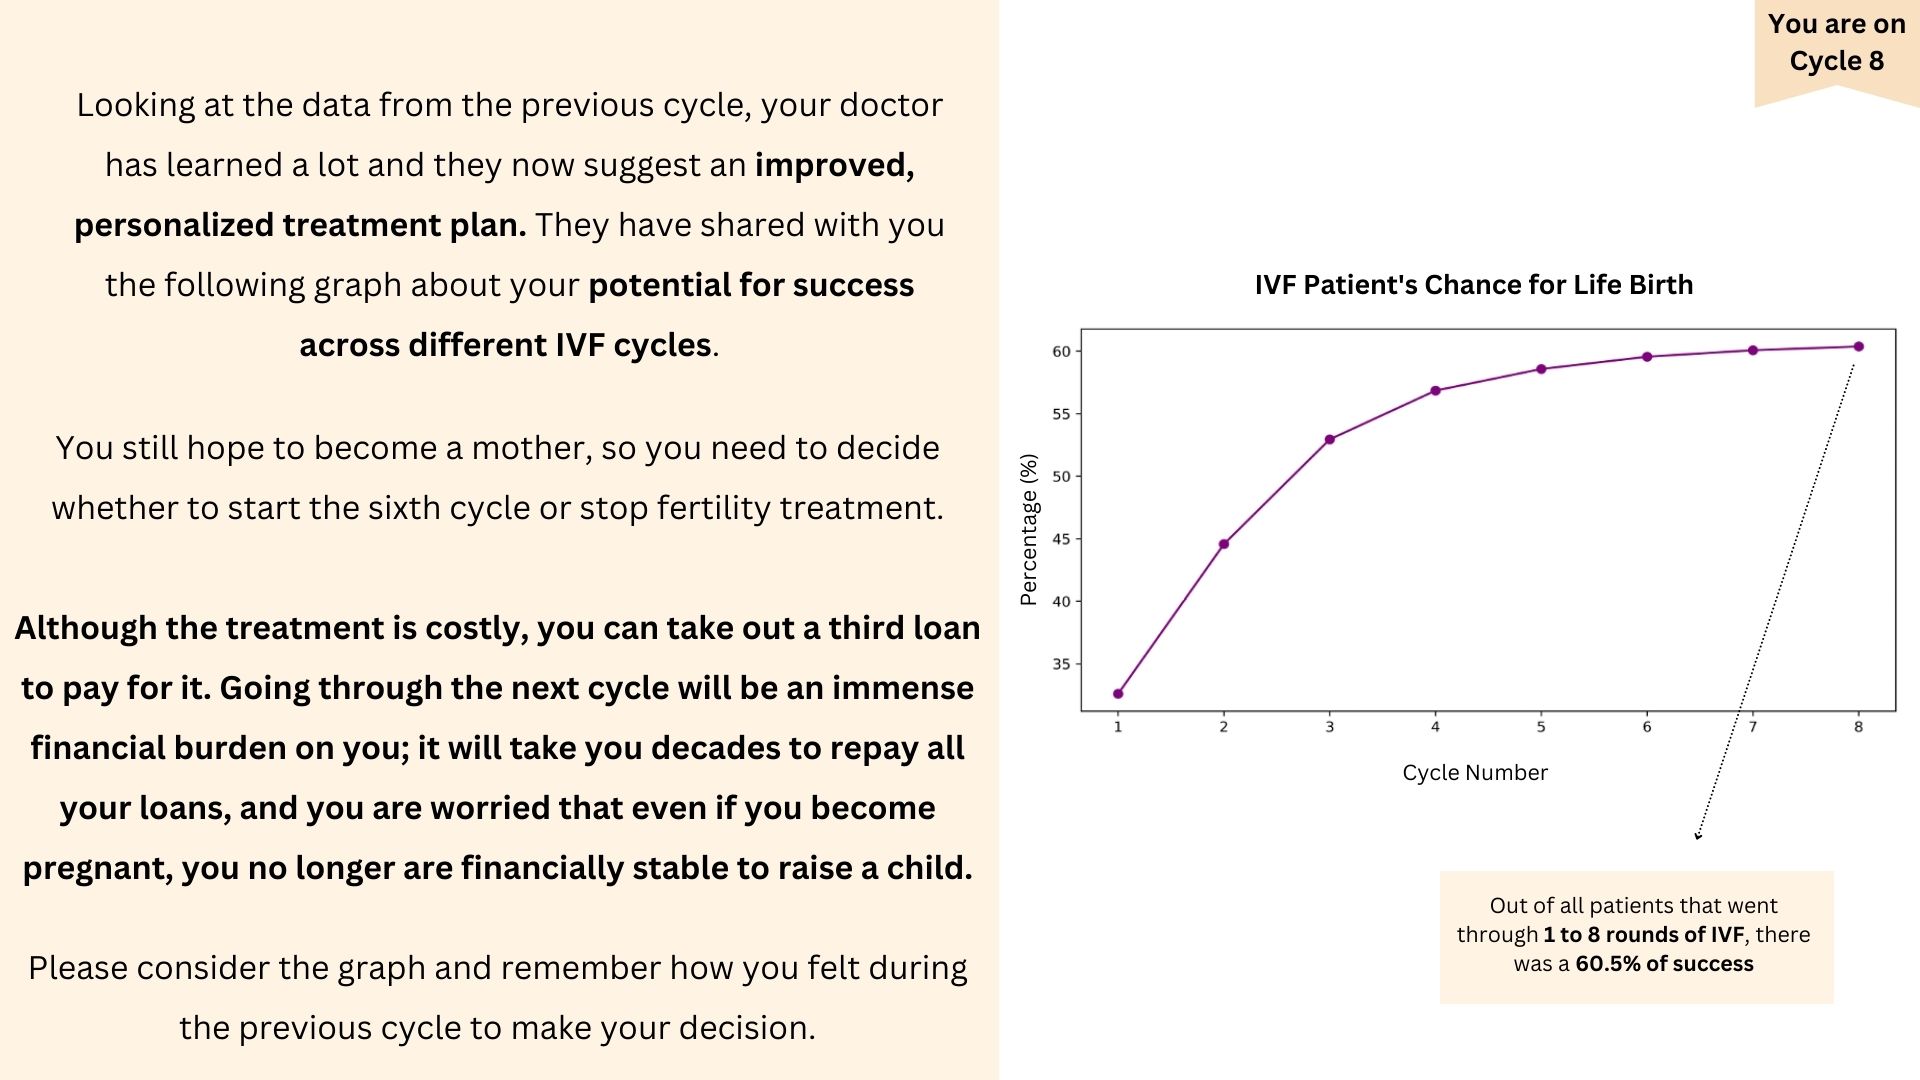 You are on
Cycle 8
Looking at the data from the previous cycle, your doctor
has learned a lot and they now suggest an improved,
personalized treatment plan. They have shared with you
the following graph about your potential for success
across different IVF cycles.
You still hope to become a mother, so you need to decide
whether to start the sixth cycle or stop fertility treatment.
Although the treatment is costly, you can take out a third loan
to pay for it. Going through the next cycle will be an immense
financial burden on you; it will take you decades to repay all
your loans, and you are worried that even if you become
pregnant, you no longer are financially stable to raise a child.
Please consider the graph and remember how you felt during
the previous cycle to make your decision.
IVF Patient's Chance for Life Birth
Percentage (%)
60
55
50
45
40
35
1 2 3 4 5 6 7 8
Cycle Number
Out of all patients that went
through 1 to 8 rounds of IVF, there
was a 60.5% of success